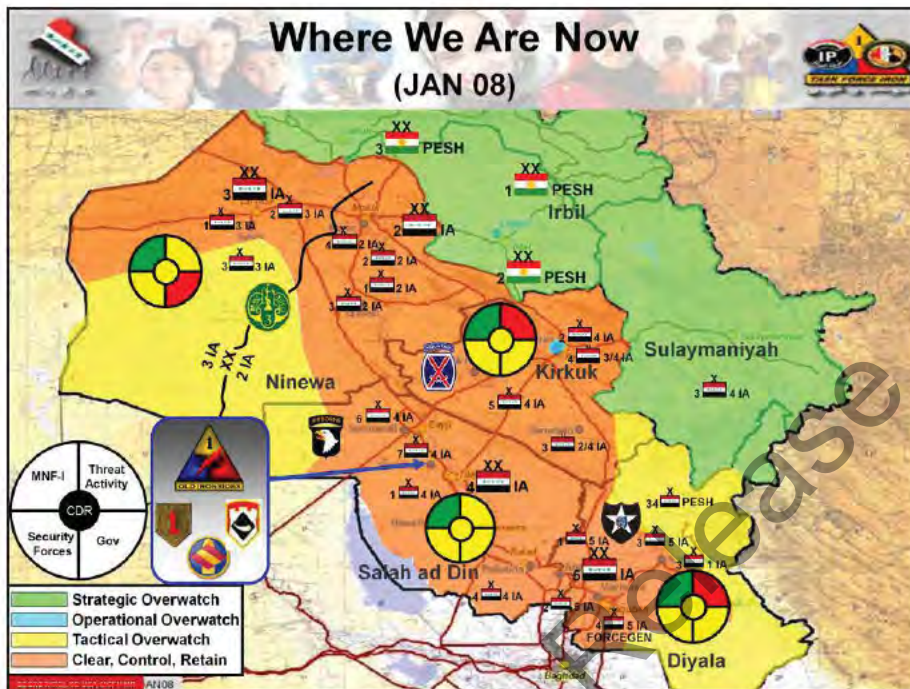 Where We Are Now
(JAN 08)
IP
1
TASK FORCE IRON
XX
3 PESH
XX
3 IA
XX
1 PESH
Irbil
X
1 3 IA
X
2 3 IA
XX
2 IA
X
4 2 IA
X
3 3 IA
X
2 2 IA
XX
2 PESH
X
1 2 IA
X
3 2 IA
3 IA
XX
2 IA
Ninewa
X
2 4 IA
Kirkuk
X
4 3/4 IA
Sulaymaniyah
X
3 4 IA
X
5 4 IA
X
6 4 IA
X
3 2/4 IA
X
7 4 IA
XX
4 IA
X
1 4 IA
X
34 PESH
Salah ad Din
X
1 5 IA
X
3 5 IA
XX
5 IA
X
3 1 IA
X
4 4 IA
X
2 5 IA
X
4 5 IA
FORCEGEN
Diyala
Baghdad
1
OLD IRONSIDES
MNF-I
Threat
Activity
CDR
Security
Forces
Gov
Strategic Overwatch
Operational Overwatch
Tactical Overwatch
Clear, Control, Retain
Release